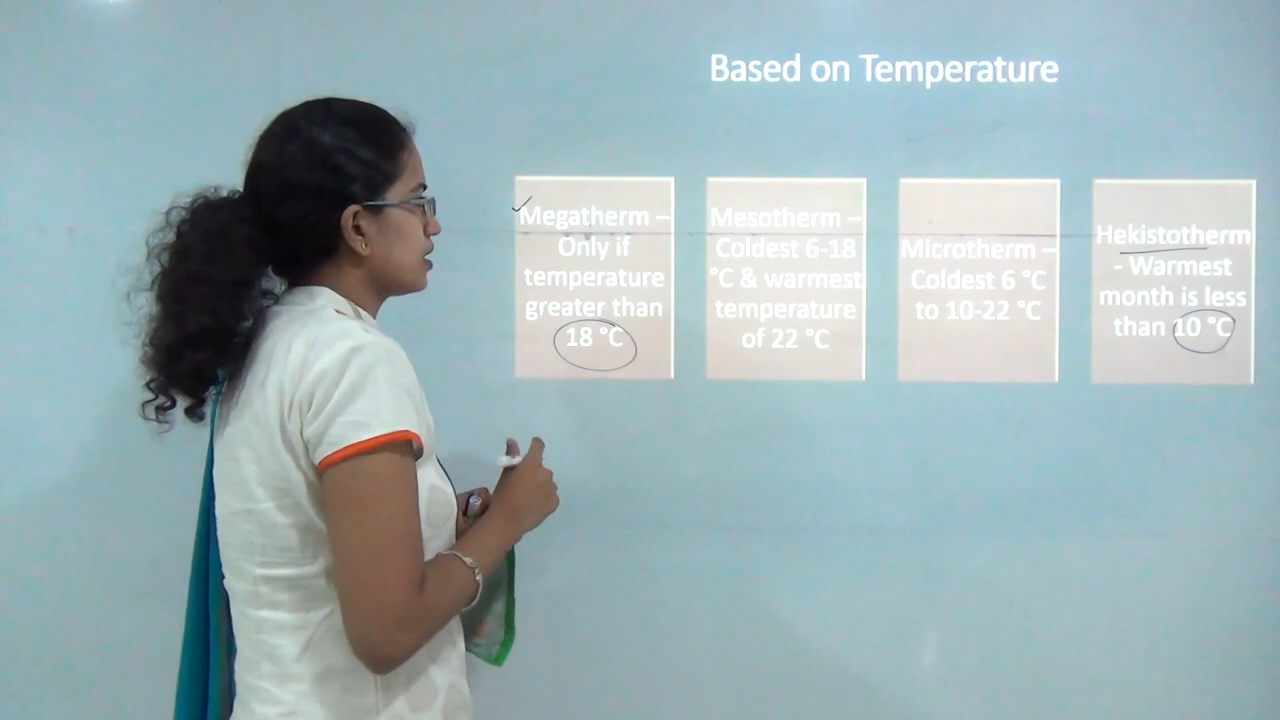 Based on Temperature
Megatherm –
Only if
temperature
greater than
18 °C
Mesotherm –
Coldest 6-18
°C & warmest
temperature
of 22 °C
Microtherm –
Coldest 6 °C
to 10-22 °C
Hekistotherm
- Warmest
month is less
than 10 °C